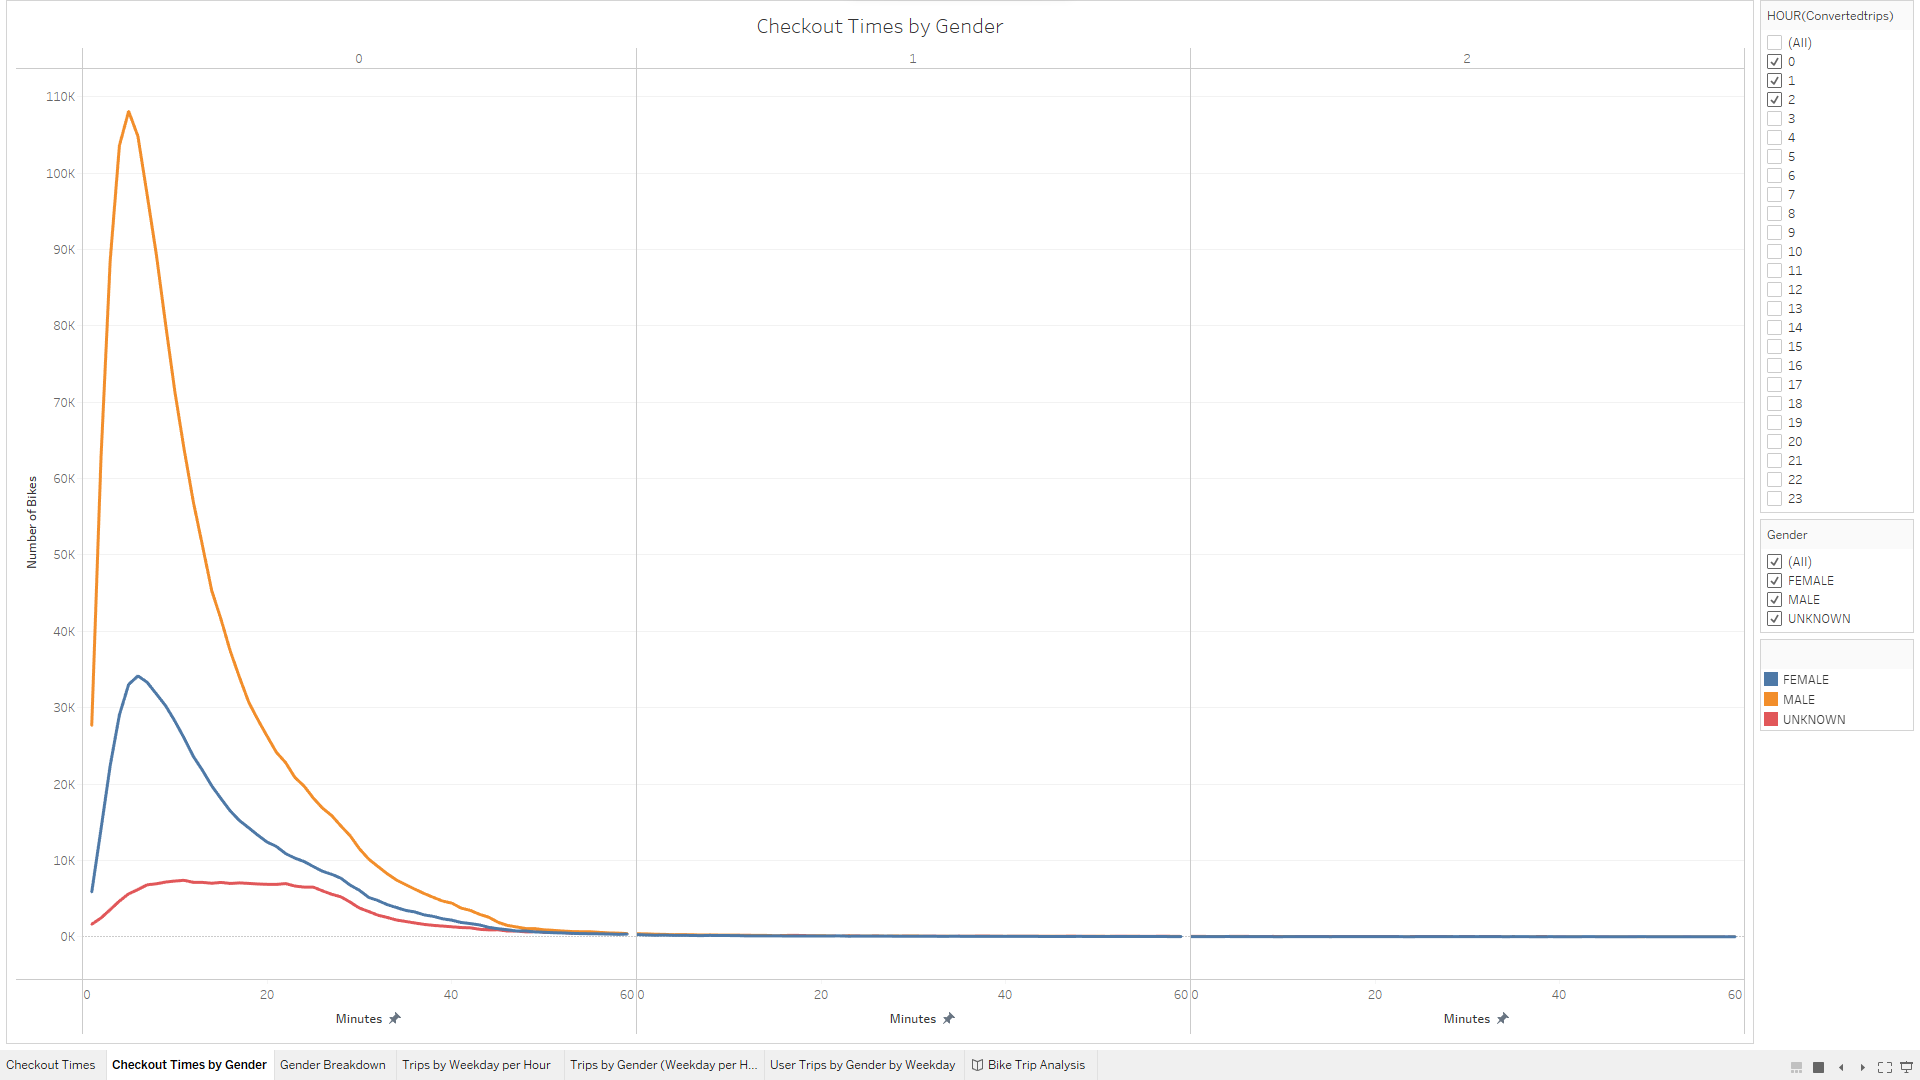 Checkout Times by Gender
0 1 2
110K
100K
90K
80K
70K
60K
50K
40K
30K
20K
10K
0K
Number of Bikes
0 20 40 60 0 20 40 60 0 20 40 60
Minutes Minutes Minutes
HOUR(Convertedtrips)
(All)
0
1
2
3
4
5
6
7
8
9
10
11
12
13
14
15
16
17
18
19
20
21
22
23
Gender
(All)
FEMALE
MALE
UNKNOWN
FEMALE
MALE
UNKNOWN
Checkout Times Checkout Times by Gender Gender Breakdown Trips by Weekday per Hour Trips by Gender (Weekday per H... User Trips by Gender by Weekday Bike Trip Analysis